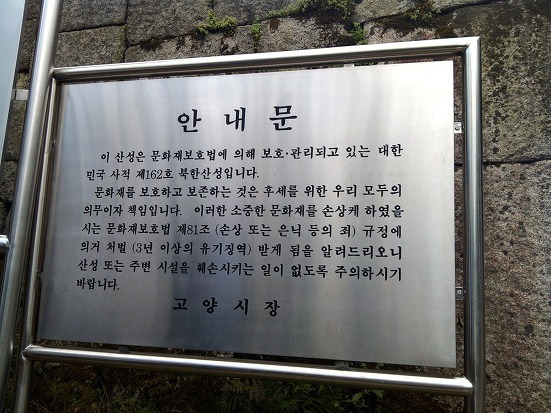 안내문
이 산성은 문화재보호법에 의해 보호·관리되고 있는 대한
민국 사적 제162호 북한산성입니다.
문화재를 보호하고 보존하는 것은 후세를 위한 우리 모두의
의무이자 책임입니다. 이러한 소중한 문화재를 손상케 하였을
시는 문화재보호법 제81조 (손상 또는 은닉 등의 죄) 규정에
의거 처벌 (3년 이상의 유기징역) 받게 됨을 알려드리오니
산성 또는 주변 시설을 훼손시키는 일이 없도록 주의하시기
바랍니다.
고양시장